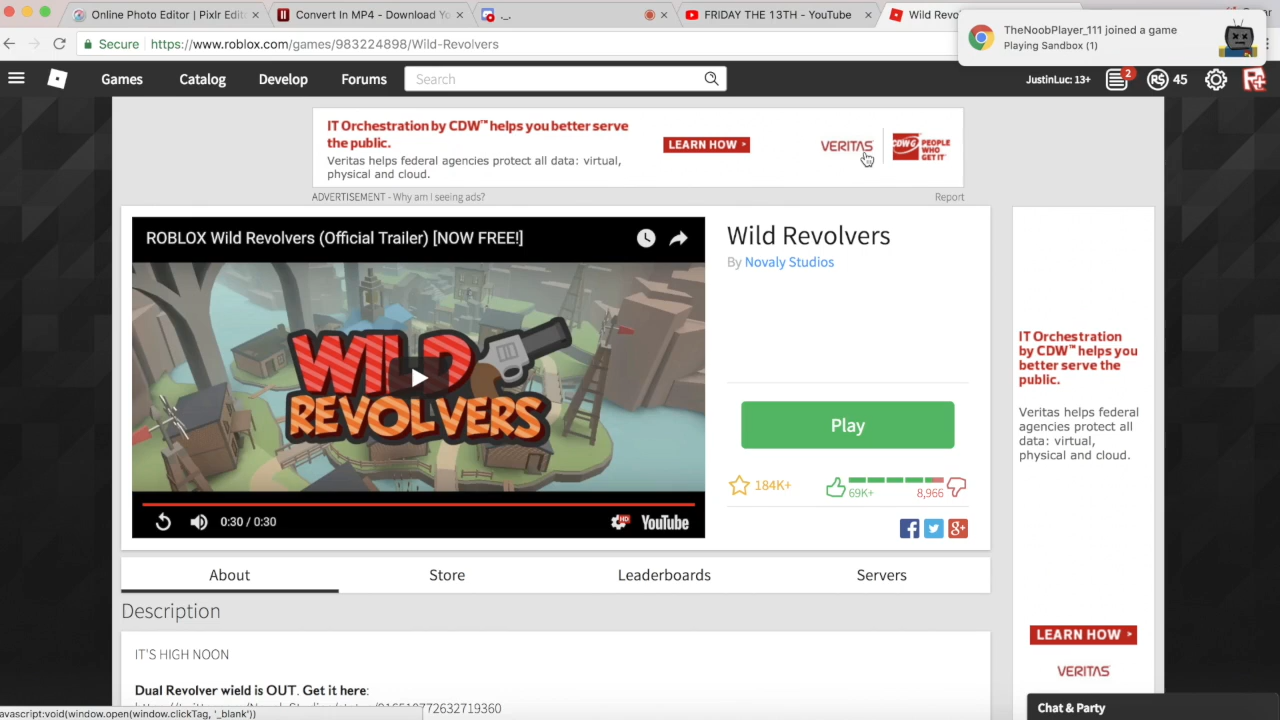 Online Photo Editor | Pixlr Edit
Convert In MP4 - Download Yo
FRIDAY THE 13TH - YouTube
Wild Revo
TheNoobPlayer_111 joined a game
Playing Sandbox (1)
Secure
https://www.roblox.com/games/983224898/Wild-Revolvers
Games
Catalog
Develop
Forums
Search
JustinLuc: 13+
2
R$ 45
IT Orchestration by CDW™ helps you better serve
the public.
Veritas helps federal agencies protect all data: virtual,
physical and cloud.
LEARN HOW
VERITAS
CDWG
PEOPLE
WHO
GET IT
ADVERTISEMENT - Why am I seeing ads?
Report
ROBLOX Wild Revolvers (Official Trailer) [NOW FREE!]
WILD
REVOLVERS
0:30 / 0:30
HD
YouTube
Wild Revolvers
By Novaly Studios
Play
184K+
69K+
8,966
About
Store
Leaderboards
Servers
Description
IT'S HIGH NOON
Dual Revolver wield is OUT. Get it here:
avascript:void(window.open(window.clickTag, '_blank'))
IT Orchestration
by CDW™ helps you
better serve the
public.
Veritas helps federal
agencies protect all
data: virtual,
physical and cloud.
LEARN HOW
VERITAS
Chat & Party